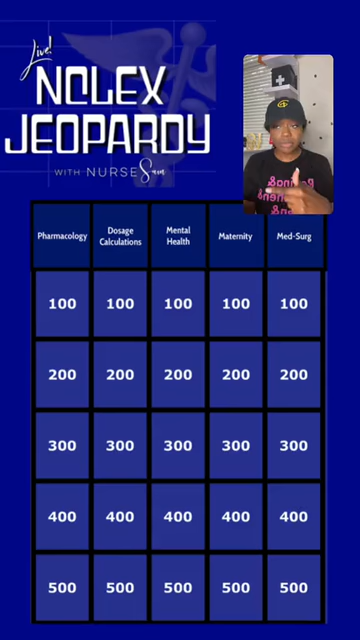 Live!
NCLEX
JEOPARDY
WITH NURSE Sam
Pharmacology
Dosage
Calculations
Mental
Health
Maternity
Med-Surg
100 100 100 100 100
200 200 200 200 200
300 300 300 300 300
400 400 400 400 400
500 500 500 500 500